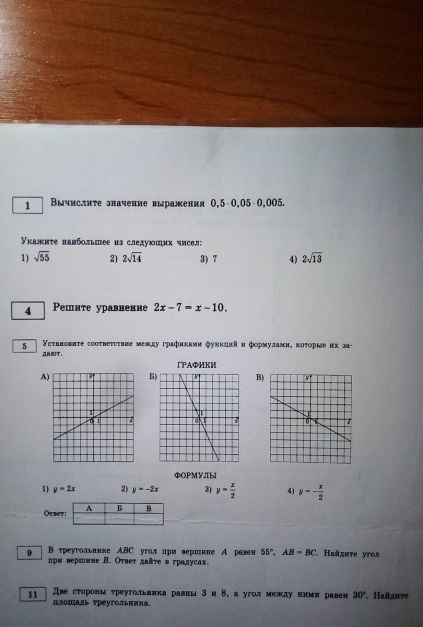 1 Вычислите значение выражения 0,5·0,05·0,005.
Укажите наибольшее из следующих чисел:
1) √55 2) 2√14 3) 7 4) 2√13
4 Решите уравнение 2x − 7 = x − 10.
5 Установите соответствие между графиками функций и формулами, которые их за-
дают.
ГРАФИКИ
А) Б) В)
ФОРМУЛЫ
1) y = 2x 2) y = −2x 3) y = x/2 4) y = −x/2
Ответ: А Б В
9 В треугольнике ABC угол при вершине A равен 55°, AB = BC. Найдите угол
при вершине B. Ответ дайте в градусах.
11 Две стороны треугольника равны 3 и 8, а угол между ними равен 30°. Найдите
площадь треугольника.